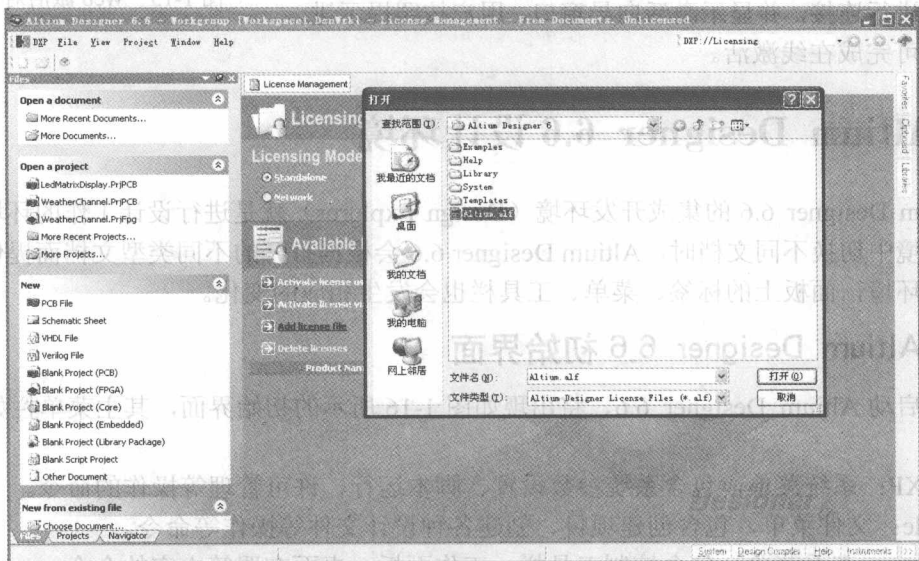 Altium Designer 6.6 - Workgroup [Workspace1.DsnWrk] - License Management - Free Documents. Unlicensed
DXP File View Project Window Help
DXP://Licensing
Files
License Management
Favorites
Clipboard
Libraries
Open a document
More Recent Documents...
More Documents...
Open a project
LedMatrixDisplay.PrjPCB
WeatherChannel.PrjPCB
WeatherChannel.PrjFpg
More Recent Projects...
More Projects...
New
PCB File
Schematic Sheet
VHDL File
Verilog File
Blank Project (PCB)
Blank Project (FPGA)
Blank Project (Core)
Blank Project (Embedded)
Blank Project (Library Package)
Blank Script Project
Other Document
New from existing file
Choose Document...
Files Projects Navigator
Licensing
Licensing Mode
Standalone
Network
Available
Activate license
Activate license
Add license file
Delete licenses
Product Nam
打开
查找范围(I):
Altium Designer 6
我最近的文档
桌面
我的文档
我的电脑
网上邻居
Examples
Help
Library
System
Templates
Altium.alf
文件名(N):
Altium.alf
打开(O)
文件类型(T):
Altium Designer License Files (*.alf)
取消
Designer
System Design Compiler Help Instruments >>